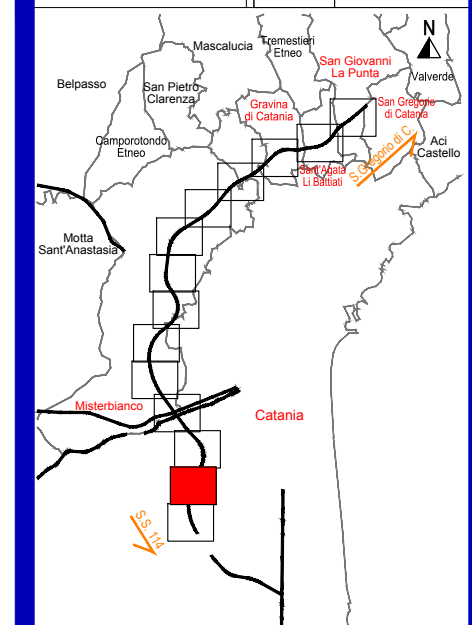 N
Mascalucia
Tremestieri
Etneo
San Giovanni
La Punta
Valverde
Belpasso
San Pietro
Clarenza
Gravina
di Catania
San Gregorio
di Catania
Camporotondo
Etneo
Aci
Castello
Sant'Agata
Li Battiati
S.Gregorio di C.
Motta
Sant'Anastasia
Misterbianco
Catania
S.S. 114